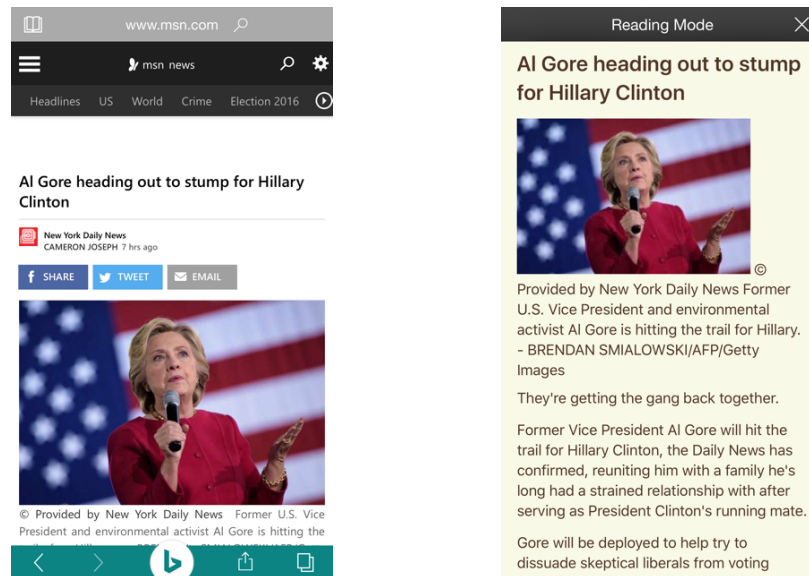 www.msn.com
msn news
Headlines US World Crime Election 2016
Al Gore heading out to stump for Hillary
Clinton
New York Daily News
CAMERON JOSEPH 7 hrs ago
f SHARE
TWEET
EMAIL
© Provided by New York Daily News Former U.S. Vice
President and environmental activist Al Gore is hitting the
Reading Mode
Al Gore heading out to stump
for Hillary Clinton
©
Provided by New York Daily News Former
U.S. Vice President and environmental
activist Al Gore is hitting the trail for Hillary.
- BRENDAN SMIALOWSKI/AFP/Getty
Images
They're getting the gang back together.
Former Vice President Al Gore will hit the
trail for Hillary Clinton, the Daily News has
confirmed, reuniting him with a family he's
long had a strained relationship with after
serving as President Clinton's running mate.
Gore will be deployed to help try to
dissuade skeptical liberals from voting